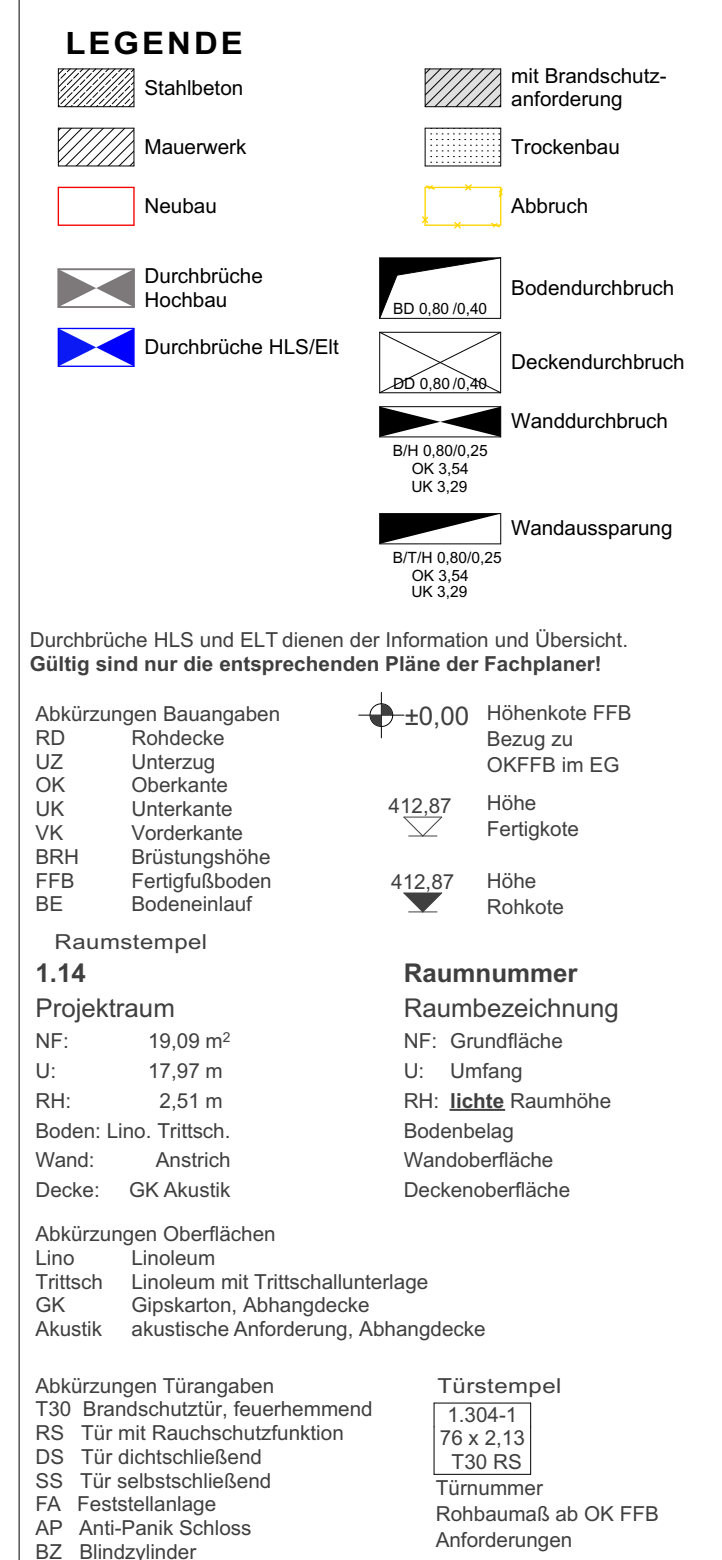 LEGENDE
Stahlbeton
mit Brandschutz-
anforderung
Mauerwerk
Trockenbau
Neubau
Abbruch
Durchbrüche
Hochbau
BD 0,80 /0,40
Bodendurchbruch
Durchbrüche HLS/Elt
DD 0,80 /0,40
Deckendurchbruch
Wanddurchbruch
B/H 0,80/0,25
OK 3,54
UK 3,29
Wandaussparung
B/T/H 0,80/0,25
OK 3,54
UK 3,29
Durchbrüche HLS und ELT dienen der Information und Übersicht.
Gültig sind nur die entsprechenden Pläne der Fachplaner!
Abkürzungen Bauangaben
RD Rohdecke
UZ Unterzug
OK Oberkante
UK Unterkante
VK Vorderkante
BRH Brüstungshöhe
FFB Fertigfußboden
BE Bodeneinlauf
±0,00 Höhenkote FFB
Bezug zu
OKFFB im EG
412,87 Höhe
Fertigkote
412,87 Höhe
Rohkote
Raumstempel
1.14 Raumnummer
Projektraum Raumbezeichnung
NF: 19,09 m² NF: Grundfläche
U: 17,97 m U: Umfang
RH: 2,51 m RH: lichte Raumhöhe
Boden: Lino. Trittsch. Bodenbelag
Wand: Anstrich Wandoberfläche
Decke: GK Akustik Deckenoberfläche
Abkürzungen Oberflächen
Lino Linoleum
Trittsch Linoleum mit Trittschallunterlage
GK Gipskarton, Abhangdecke
Akustik akustische Anforderung, Abhangdecke
Abkürzungen Türangaben
T30 Brandschutztür, feuerhemmend
RS Tür mit Rauchschutzfunktion
DS Tür dichtschließend
SS Tür selbstschließend
FA Feststellanlage
AP Anti-Panik Schloss
BZ Blindzylinder
Türstempel
1.304-1
76 x 2,13
T30 RS
Türnummer
Rohbaumaß ab OK FFB
Anforderungen